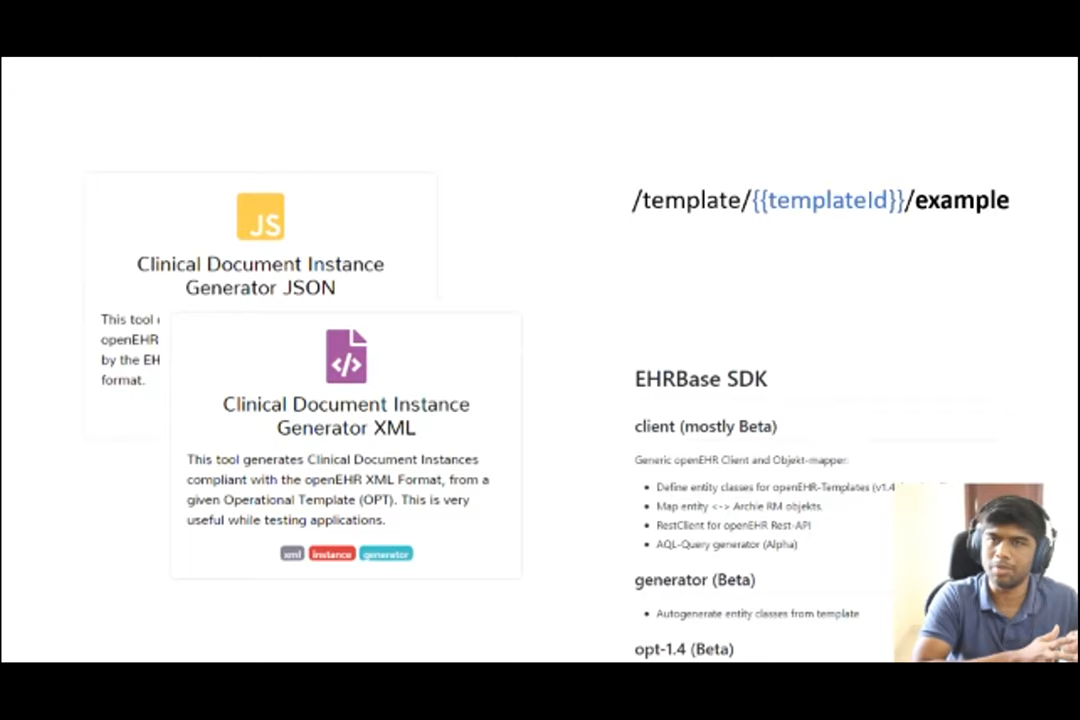 JS
Clinical Document Instance
Generator JSON
This tool
openEHR
by the EH
format.
</>
Clinical Document Instance
Generator XML
This tool generates Clinical Document Instances
compliant with the openEHR XML Format, from a
given Operational Template (OPT). This is very
useful while testing applications.
xml instance generator
/template/{{templateId}}/example
EHRBase SDK
client (mostly Beta)
Generic openEHR Client and Objekt-mapper.
• Define entity classes for openEHR-Templates (v1.4
• Map entity <-> Archie RM objekts.
• RestClient for openEHR Rest-API
• AQL-Query generator (Alpha)
generator (Beta)
• Autogenerate entity classes from template
opt-1.4 (Beta)